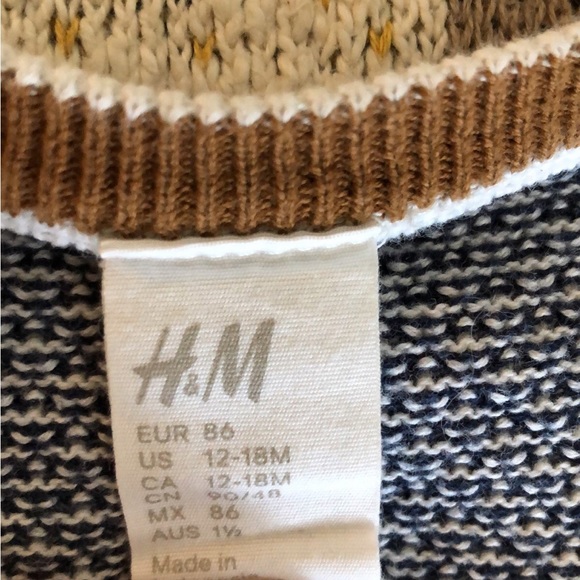 H&M
EUR 86
US 12-18M
CA 12-18M
CN 90/48
MX 86
AUS 1½
Made in